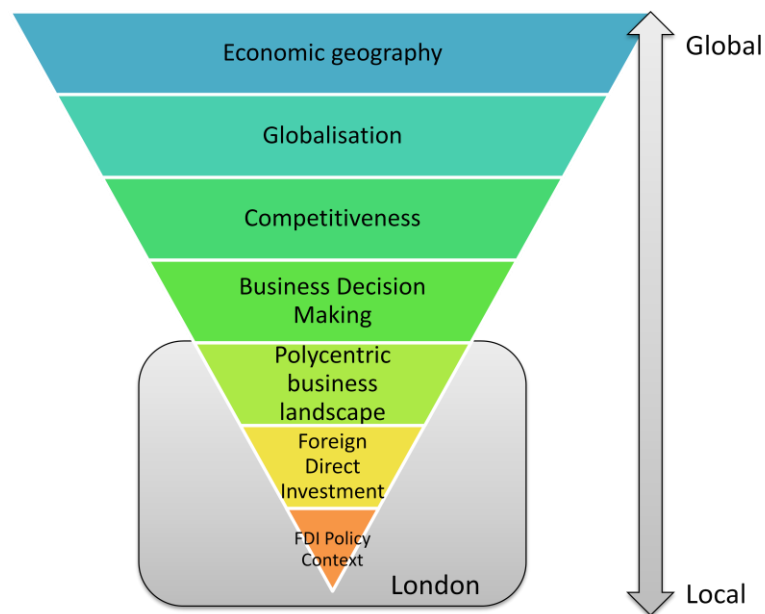 Economic geography
Global
Globalisation
Competitiveness
Business Decision
Making
Polycentric
business
landscape
Foreign
Direct
Investment
FDI Policy
Context
London
Local